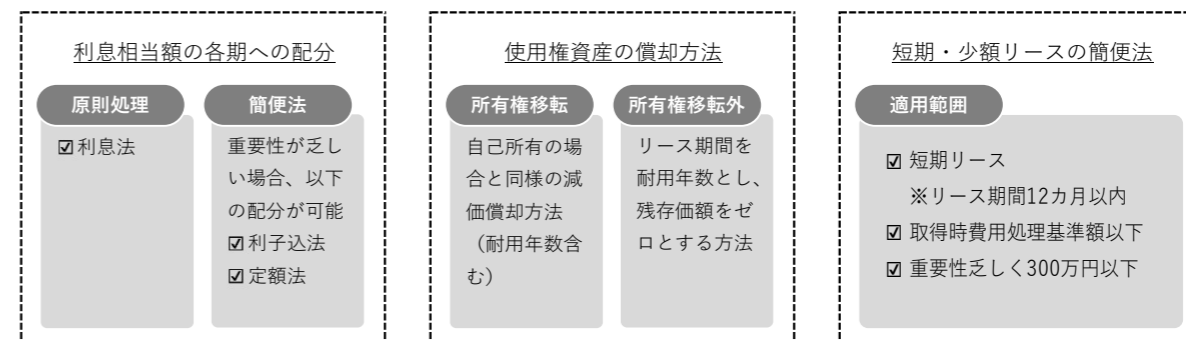 利息相当額の各期への配分
原則処理
☑利息法
簡便法
重要性が乏し
い場合、以下
の配分が可能
☑利子込法
☑定額法
使用権資産の償却方法
所有権移転
自己所有の場
合と同様の減
価償却方法
（耐用年数含
む）
所有権移転外
リース期間を
耐用年数とし、
残存価額をゼ
ロとする方法
短期・少額リースの簡便法
適用範囲
☑ 短期リース
※リース期間12カ月以内
☑ 取得時費用処理基準額以下
☑ 重要性乏しく300万円以下